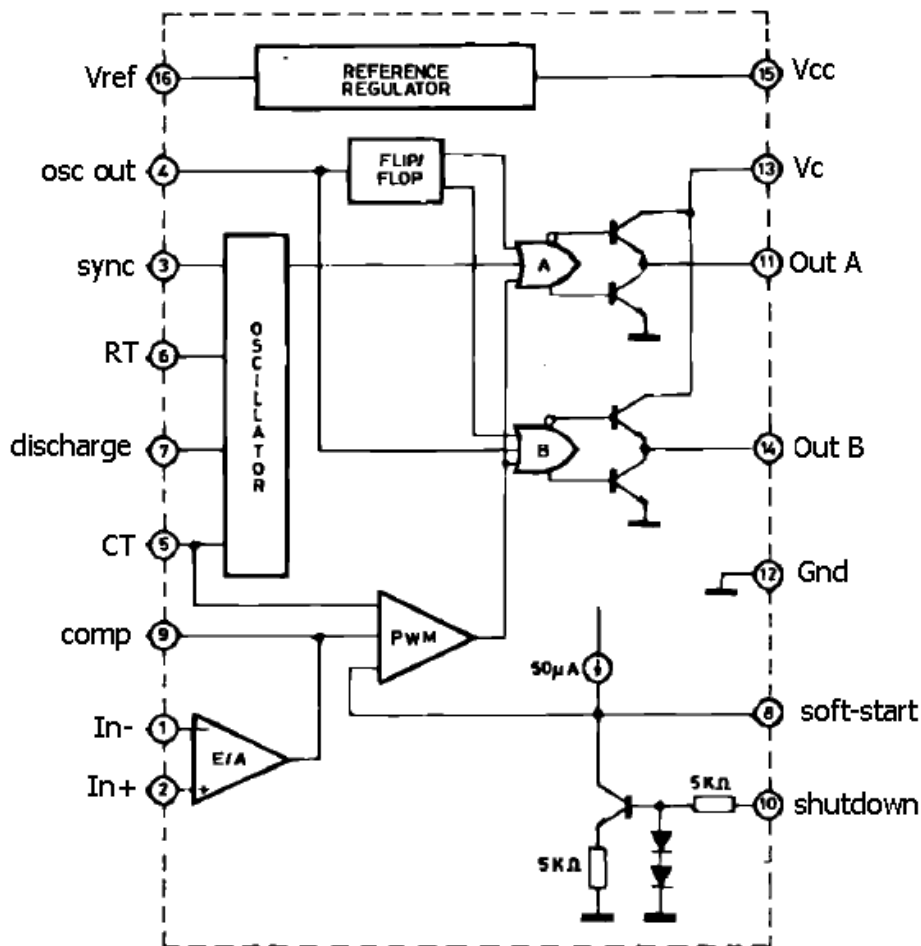 Vref 16
REFERENCE
REGULATOR
15 Vcc
osc out 4
FLIP/
FLOP
13 Vc
sync 3
A
11 Out A
RT 6
OSCILLATOR
discharge 7
B
14 Out B
CT 5
12 Gnd
comp 9
PWM
50µA
8 soft-start
In- 1
-
E/A
In+ 2
+
5KΩ
10 shutdown
5KΩ